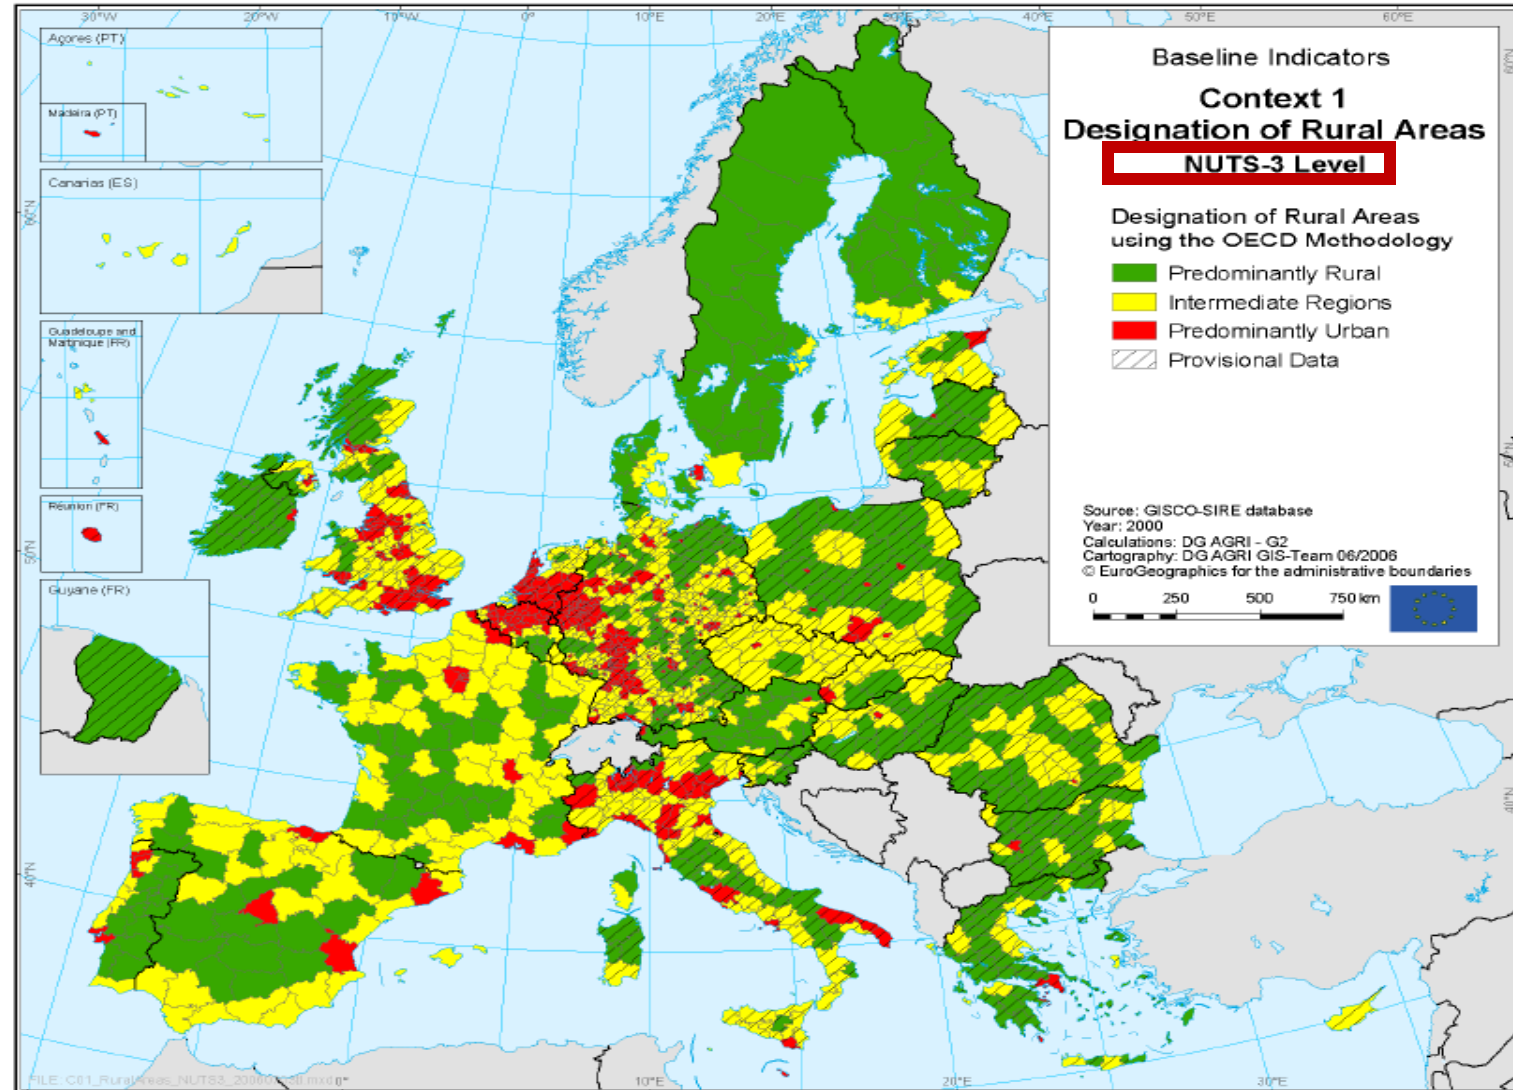 30°W
20°W
10°W
0°
10°E
20°E
30°E
40°E
50°E
60°E
Açores (PT)
Madeira (PT)
Canarias (ES)
Guadeloupe and
Martinique (FR)
Réunion (FR)
Guyane (FR)
60°N
50°N
40°N
Baseline Indicators
Context 1
Designation of Rural Areas
NUTS-3 Level
Designation of Rural Areas
using the OECD Methodology
Predominantly Rural
Intermediate Regions
Predominantly Urban
Provisional Data
Source: GISCO-SIRE database
Year: 2000
Calculations: DG AGRI - G2
Cartography: DG AGRI GIS-Team 06/2006
© EuroGeographics for the administrative boundaries
0 250 500 750 km
60°N
50°N
40°N
0°
10°E
20°E
30°E